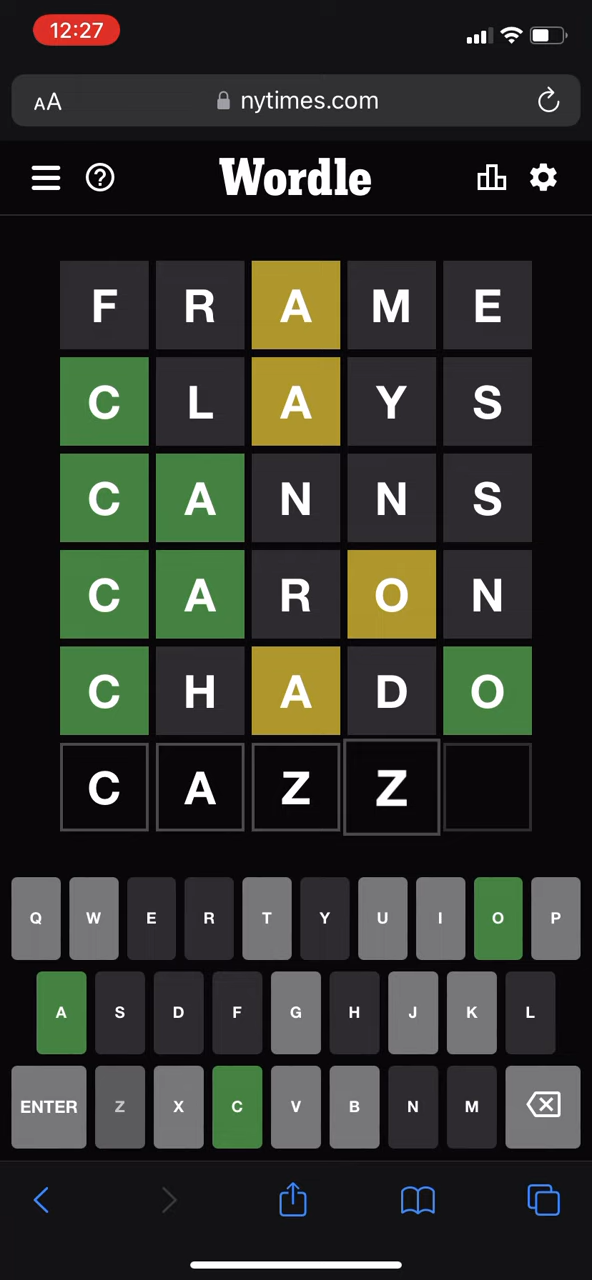 12:27
AA nytimes.com
Wordle
F R A M E
C L A Y S
C A N N S
C A R O N
C H A D O
C A Z Z
Q W E R T Y U I O P
A S D F G H J K L
ENTER Z X C V B N M